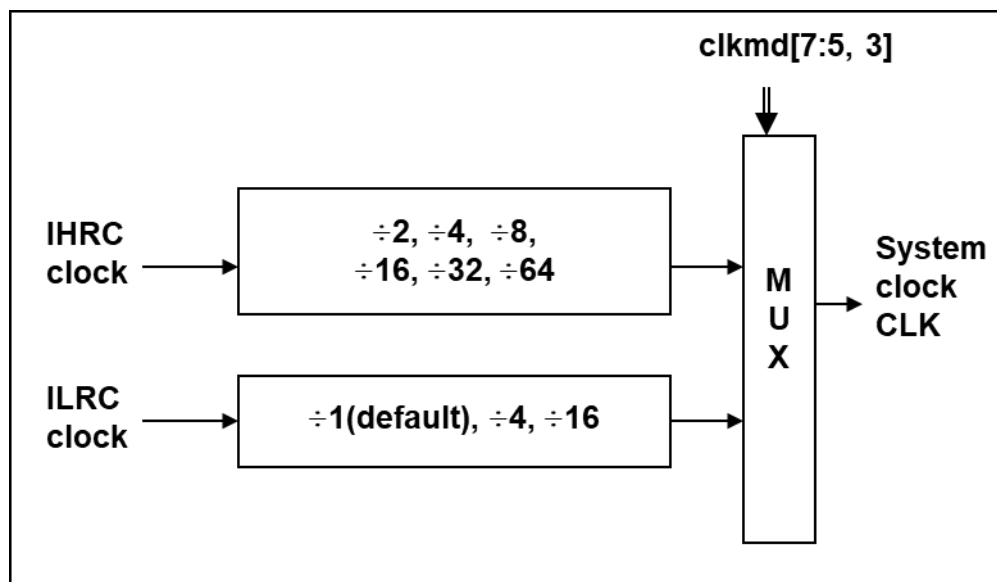 clkmd[7:5, 3]
IHRC
clock
÷2, ÷4, ÷8,
÷16, ÷32, ÷64
M
U
X
System
clock
CLK
ILRC
clock
÷1(default), ÷4, ÷16